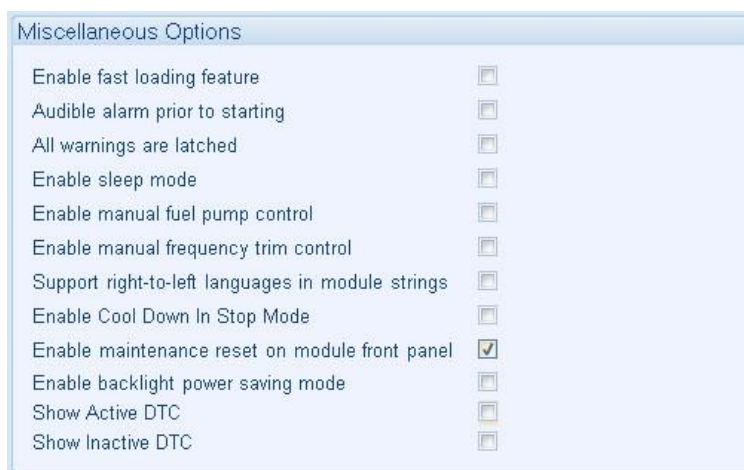 Miscellaneous Options
Enable fast loading feature
Audible alarm prior to starting
All warnings are latched
Enable sleep mode
Enable manual fuel pump control
Enable manual frequency trim control
Support right-to-left languages in module strings
Enable Cool Down In Stop Mode
Enable maintenance reset on module front panel
Enable backlight power saving mode
Show Active DTC
Show Inactive DTC